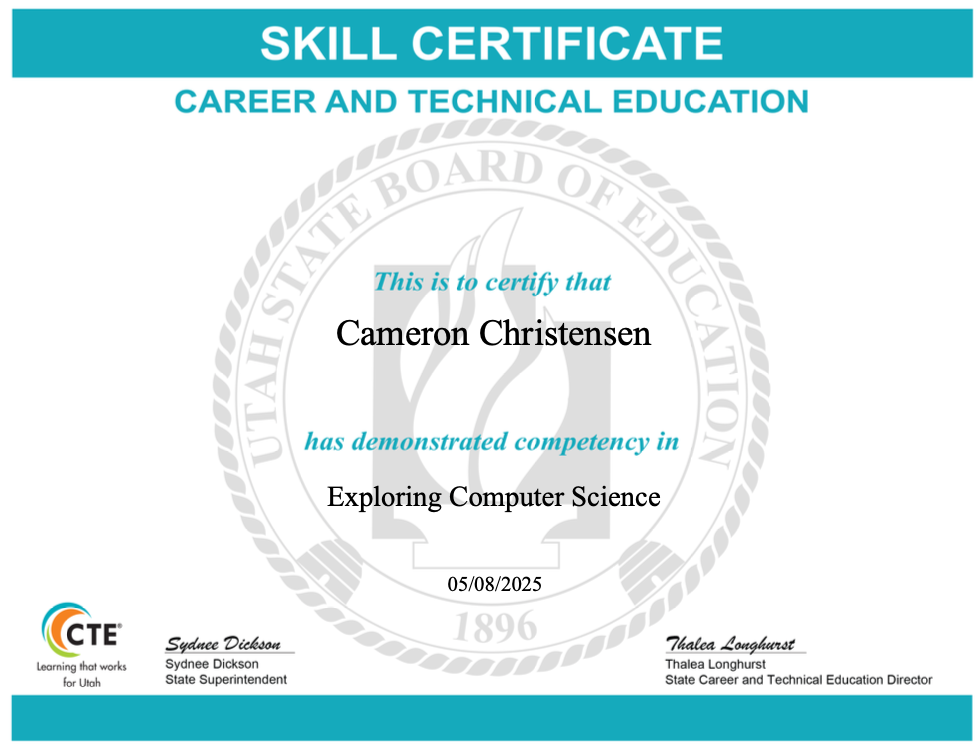 SKILL CERTIFICATE
CAREER AND TECHNICAL EDUCATION
UTAH STATE BOARD OF EDUCATION
This is to certify that
Cameron Christensen
has demonstrated competency in
Exploring Computer Science
05/08/2025
1896
CTE®
Learning that works
for Utah
Sydnee Dickson
Sydnee Dickson
State Superintendent
Thalea Longhurst
Thalea Longhurst
State Career and Technical Education Director